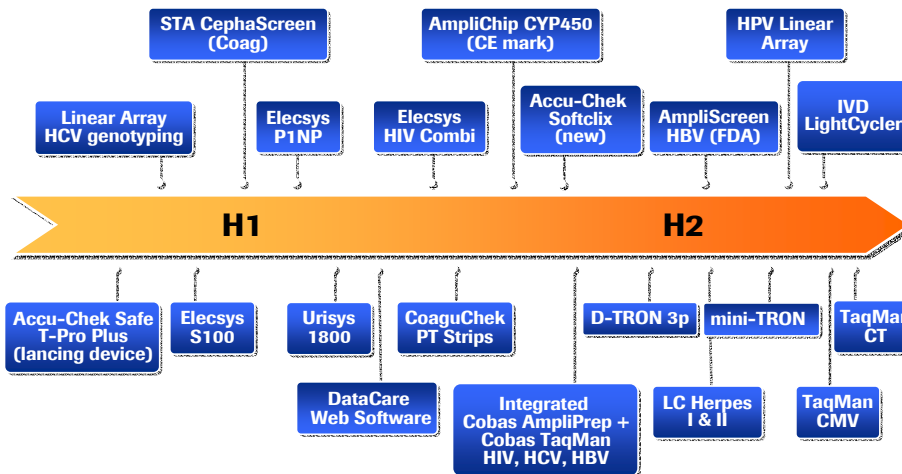 STA CephaScreen
(Coag)
AmpliChip CYP450
(CE mark)
HPV Linear
Array
Linear Array
HCV genotyping
Elecsys
P1NP
Elecsys
HIV Combi
Accu-Chek
Softclix
(new)
AmpliScreen
HBV (FDA)
IVD
LightCycler
H1
H2
Accu-Chek Safe
T-Pro Plus
(lancing device)
Elecsys
S100
Urisys
1800
CoaguChek
PT Strips
D-TRON 3p
mini-TRON
TaqMan
CT
DataCare
Web Software
Integrated
Cobas AmpliPrep +
Cobas TaqMan
HIV, HCV, HBV
LC Herpes
I & II
TaqMan
CMV